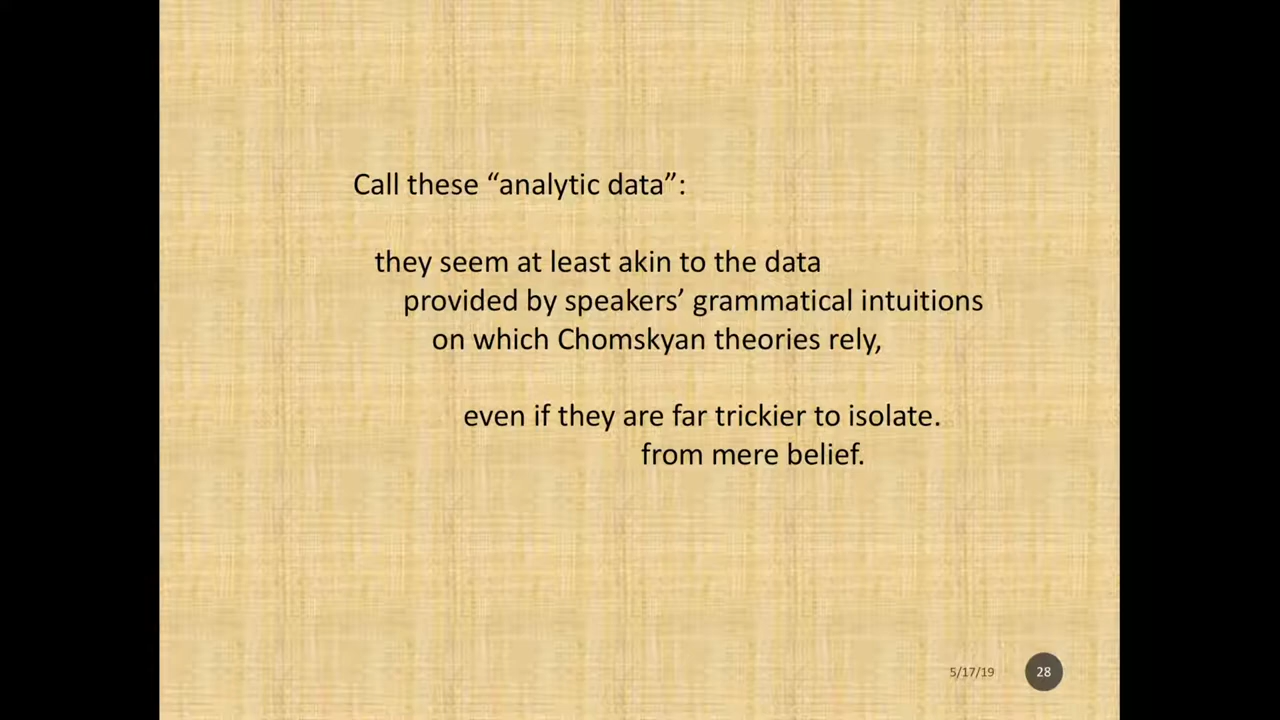 Call these “analytic data”:
they seem at least akin to the data
provided by speakers’ grammatical intuitions
on which Chomskyan theories rely,
even if they are far trickier to isolate.
from mere belief.
5/17/19
28